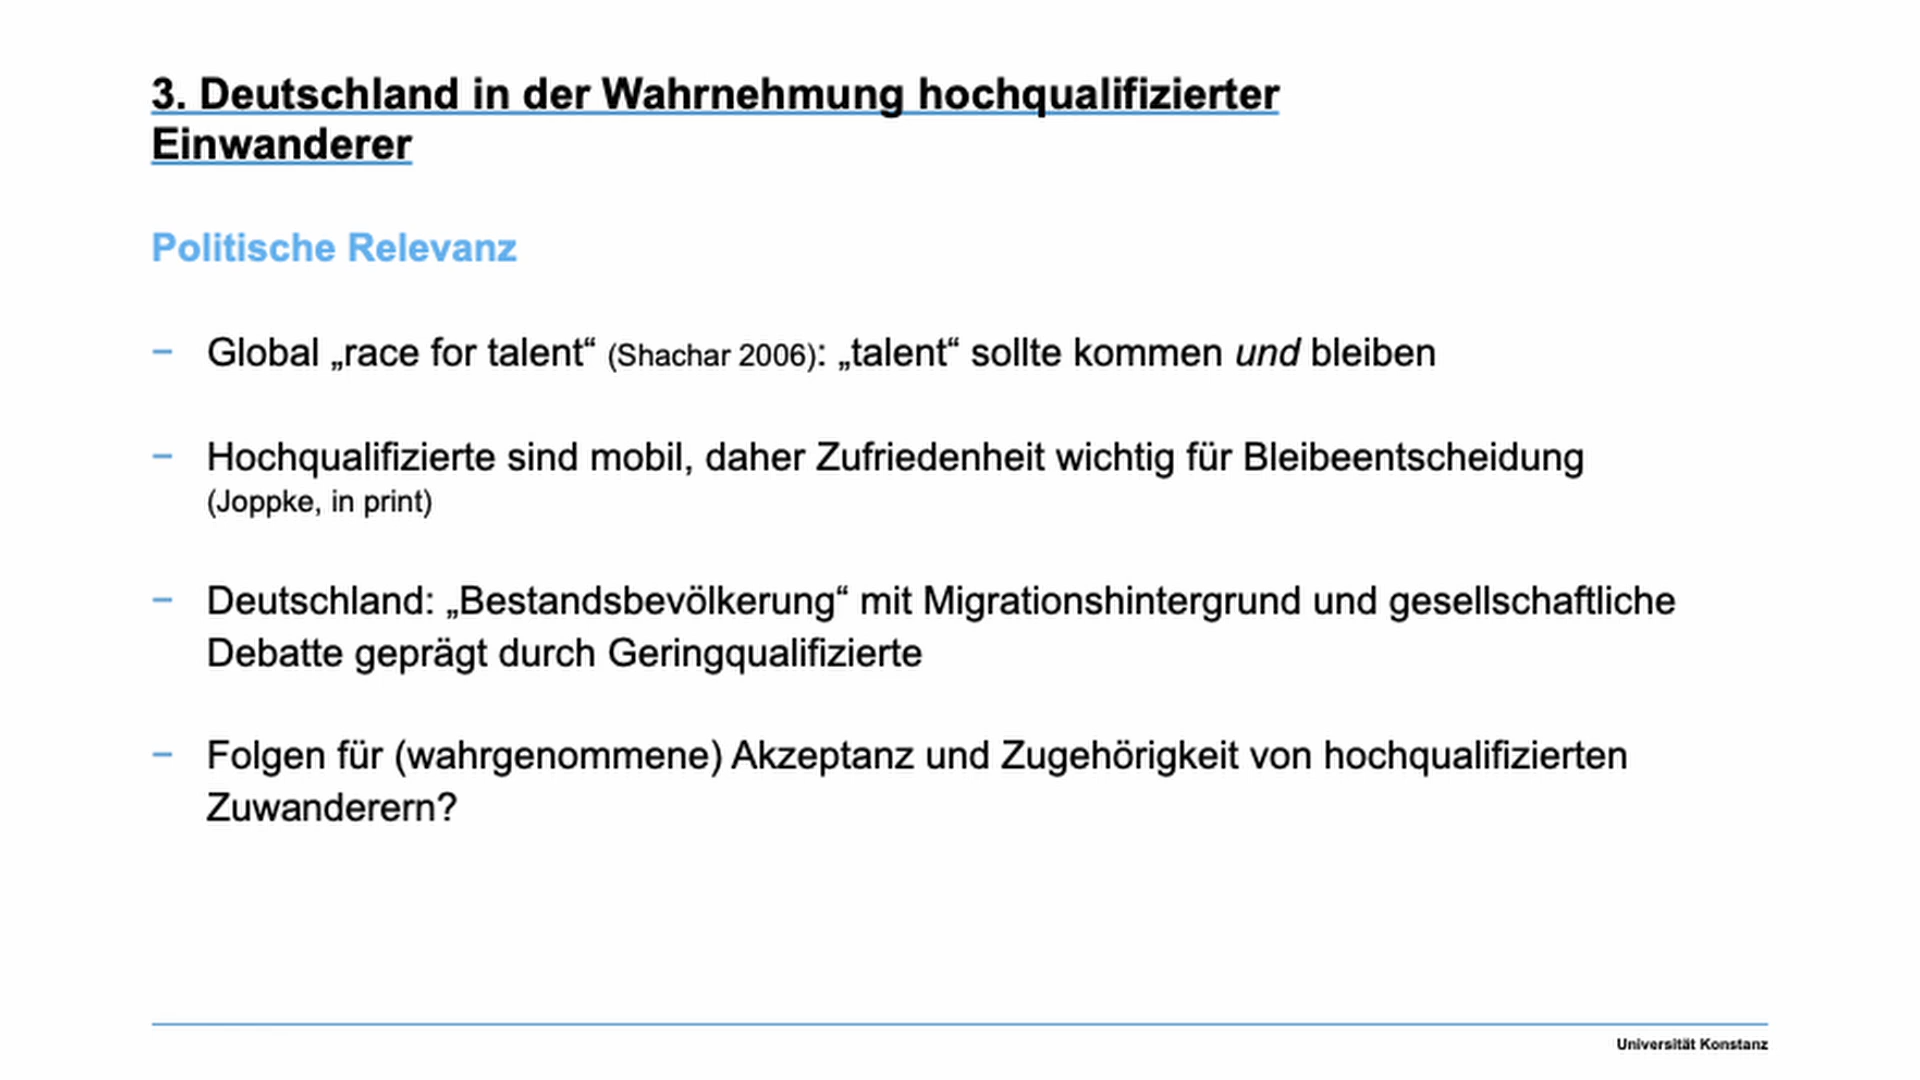 3. Deutschland in der Wahrnehmung hochqualifizierter
Einwanderer
Politische Relevanz
– Global „race for talent“ (Shachar 2006): „talent“ sollte kommen und bleiben
– Hochqualifizierte sind mobil, daher Zufriedenheit wichtig für Bleibeentscheidung
(Joppke, in print)
– Deutschland: „Bestandsbevölkerung“ mit Migrationshintergrund und gesellschaftliche
Debatte geprägt durch Geringqualifizierte
– Folgen für (wahrgenommene) Akzeptanz und Zugehörigkeit von hochqualifizierten
Zuwanderern?
Universität Konstanz